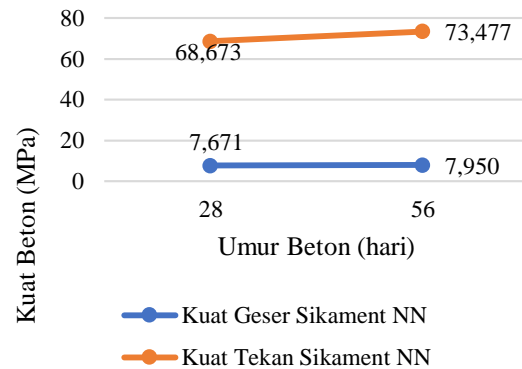 80
60
40
20
0
Kuat Beton (MPa)
68,673
73,477
7,671
7,950
28
56
Umur Beton (hari)
Kuat Geser Sikament NN
Kuat Tekan Sikament NN